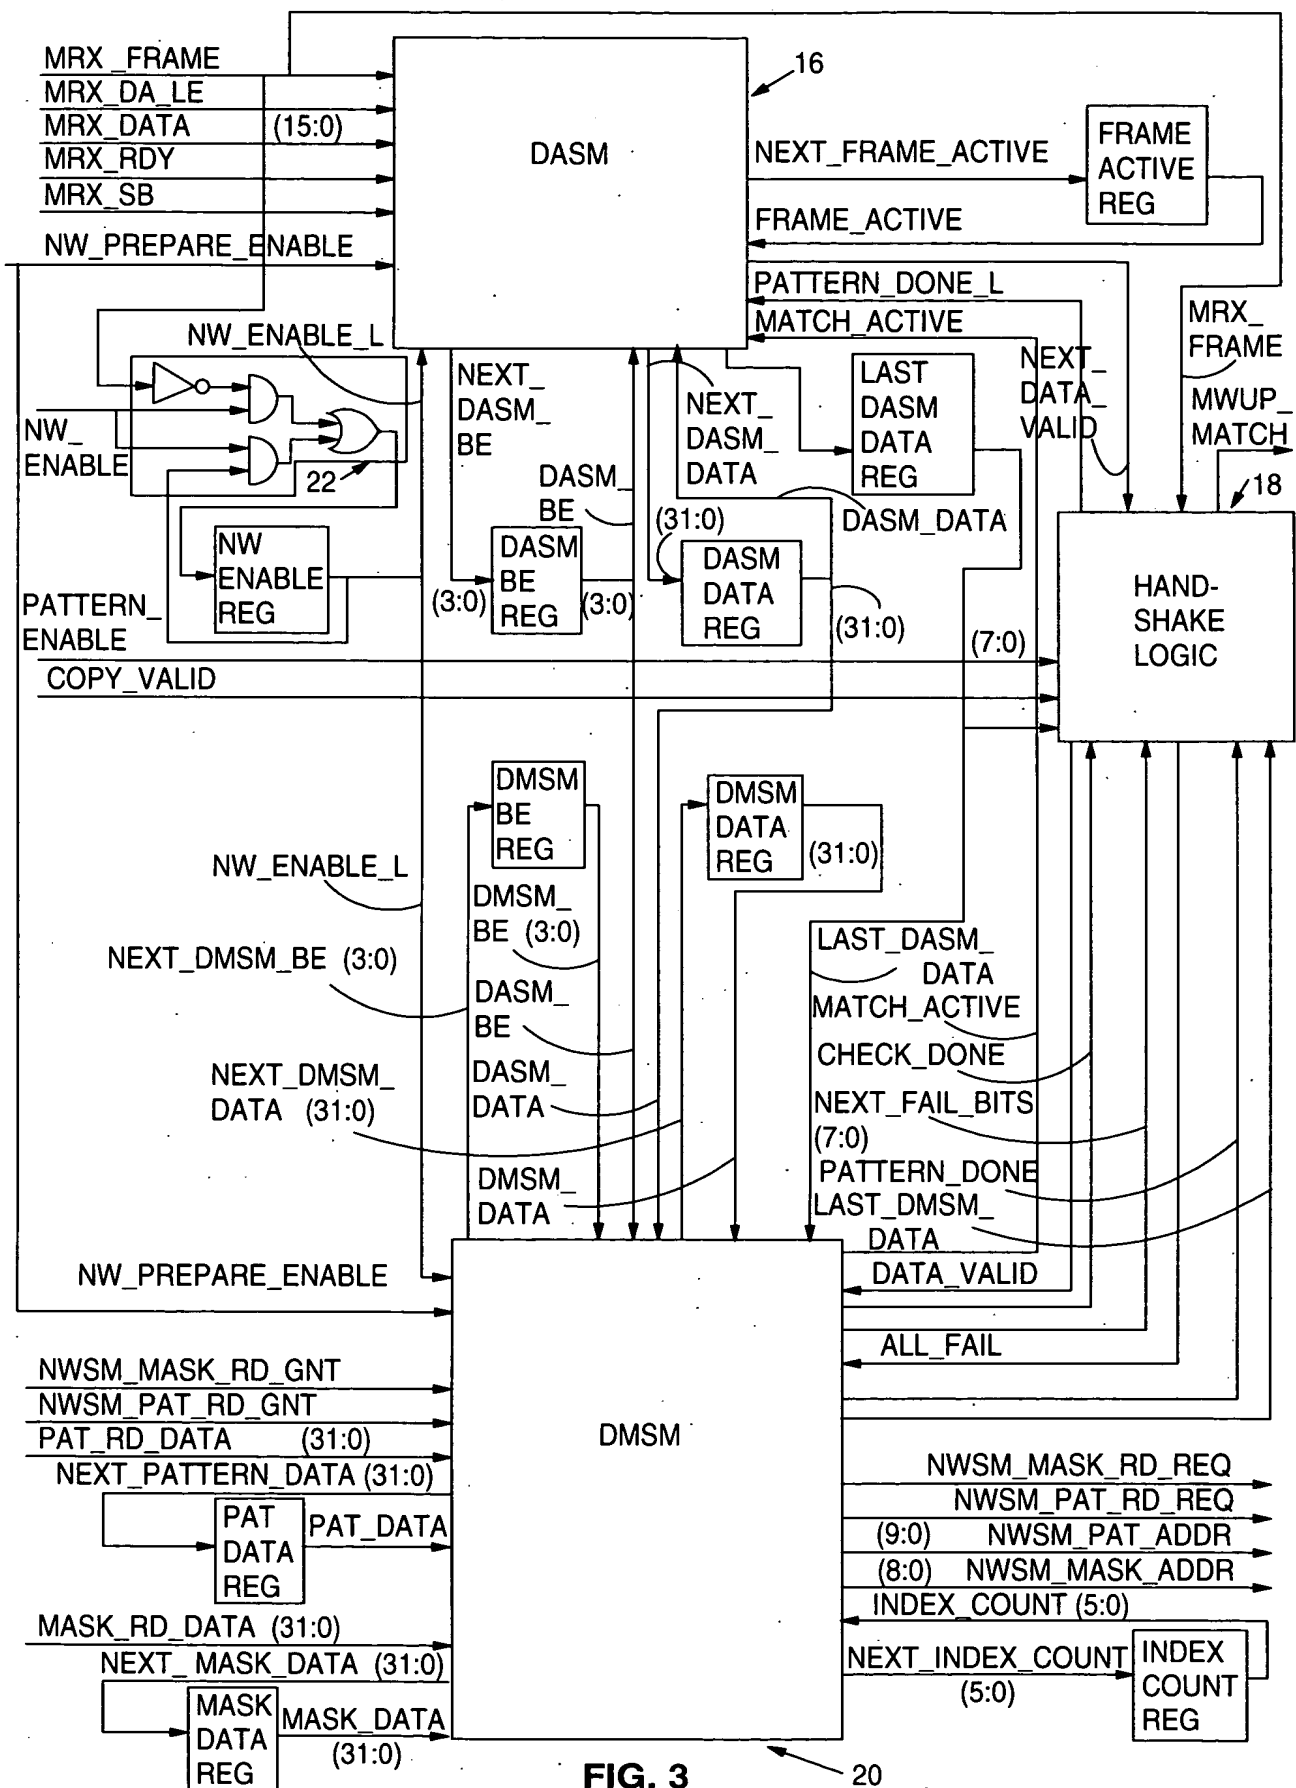 MRX_FRAME
MRX_DA_LE
MRX_DATA (15:0)
MRX_RDY
MRX_SB
NW_PREPARE_ENABLE
DASM
16
NEXT_FRAME_ACTIVE
FRAME
ACTIVE
REG
FRAME_ACTIVE
PATTERN_DONE_L
MATCH_ACTIVE
MRX_
FRAME
MWUP_
MATCH
NW_ENABLE_L
NW_
ENABLE
22
NEXT_
DASM_
BE
NEXT_
DASM_
DATA
LAST
DASM
DATA
REG
NEXT_
DATA_
VALID
18
DASM_
BE
(31:0)
DASM_DATA
NW
ENABLE
REG
DASM
BE
REG
(3:0)
(3:0)
DASM
DATA
REG
(31:0)
HAND-
SHAKE
LOGIC
PATTERN_
ENABLE
(7:0)
COPY_VALID
DMSM
BE
REG
DMSM
DATA
REG
(31:0)
NW_ENABLE_L
DMSM_
BE (3:0)
NEXT_DMSM_BE (3:0)
DASM_
BE
LAST_DASM_
DATA
MATCH_ACTIVE
CHECK_DONE
NEXT_DMSM_
DATA (31:0)
DASM_
DATA
NEXT_FAIL_BITS
(7:0)
DMSM_
DATA
PATTERN_DONE
LAST_DMSM_
DATA
NW_PREPARE_ENABLE
DATA_VALID
ALL_FAIL
NWSM_MASK_RD_GNT
NWSM_PAT_RD_GNT
PAT_RD_DATA (31:0)
NEXT_PATTERN_DATA (31:0)
PAT
DATA
REG
PAT_DATA
DMSM
NWSM_MASK_RD_REQ
NWSM_PAT_RD_REQ
(9:0) NWSM_PAT_ADDR
(8:0) NWSM_MASK_ADDR
INDEX_COUNT (5:0)
MASK_RD_DATA (31:0)
NEXT_MASK_DATA (31:0)
MASK
DATA
REG
MASK_DATA
(31:0)
NEXT_INDEX_COUNT
(5:0)
INDEX
COUNT
REG
20
FIG. 3